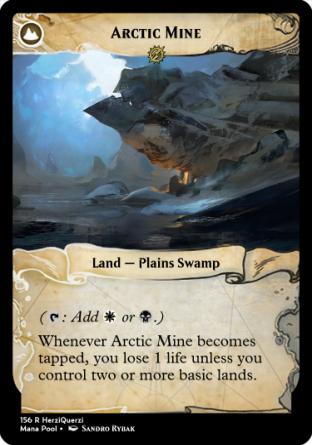 Arctic Mine
Land — Plains Swamp
( : Add or .)
Whenever Arctic Mine becomes
tapped, you lose 1 life unless you
control two or more basic lands.
156 R HerziQuerzi
Mana Pool • Sandro Rybak